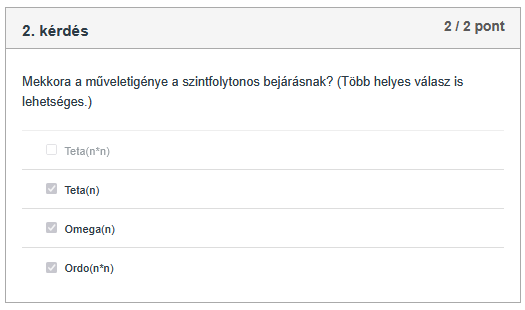 2. kérdés
2 / 2 pont
Mekkora a műveletigénye a szintfolytonos bejárásnak? (Több helyes válasz is
lehetséges.)
Teta(n*n)
Teta(n)
Omega(n)
Ordo(n*n)